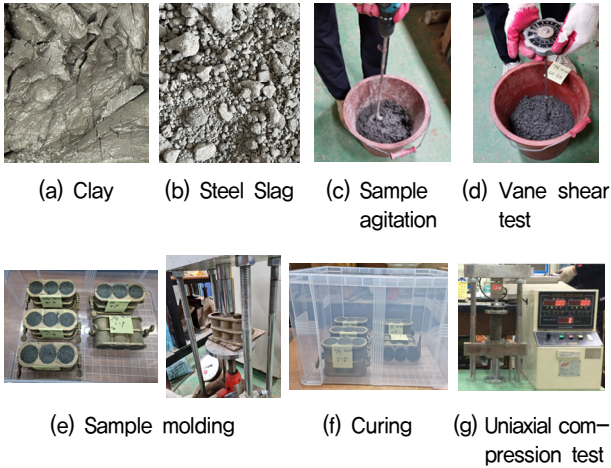 (a) Clay
(b) Steel Slag
(c) Sample
agitation
(d) Vane shear
test
(e) Sample molding
(f) Curing
(g) Uniaxial com-
pression test